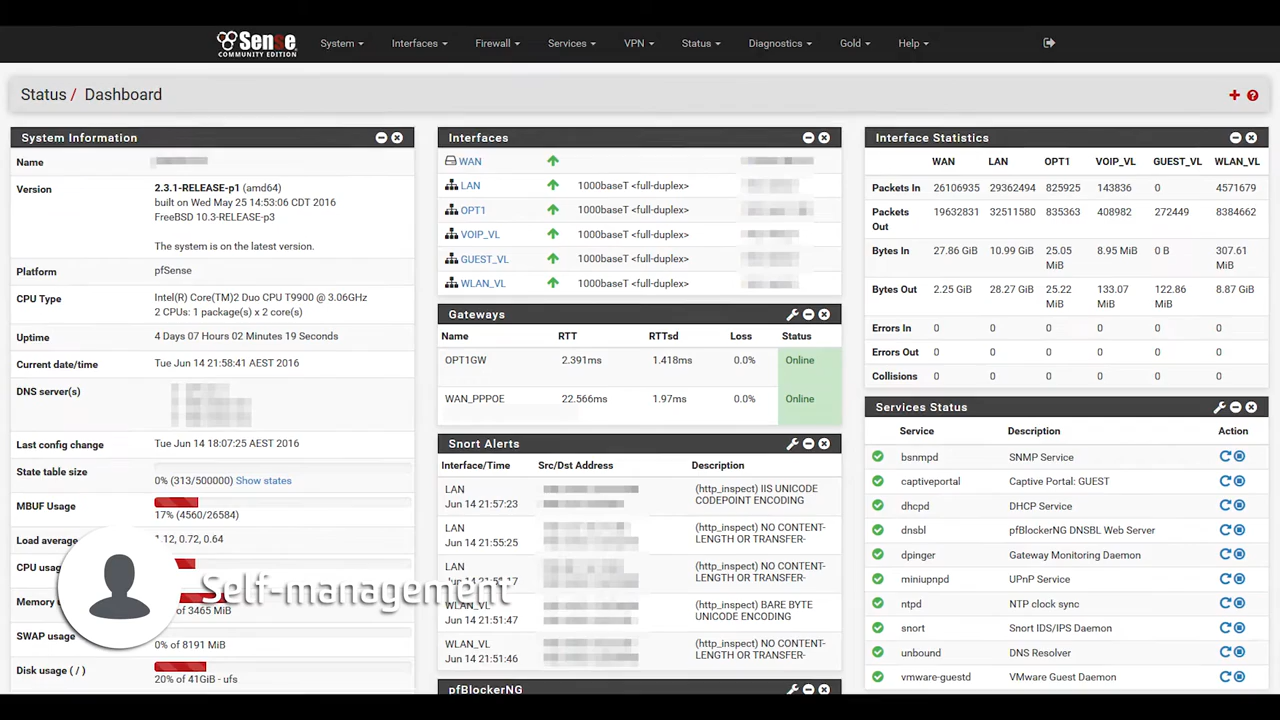 Sense
COMMUNITY EDITION
System
Interfaces
Firewall
Services
VPN
Status
Diagnostics
Gold
Help
Status / Dashboard
System Information
Name
Version
2.3.1-RELEASE-p1 (amd64)
built on Wed May 25 14:53:06 CDT 2016
FreeBSD 10.3-RELEASE-p3
The system is on the latest version.
Platform
pfSense
CPU Type
Intel(R) Core(TM)2 Duo CPU T9900 @ 3.06GHz
2 CPUs: 1 package(s) x 2 core(s)
Uptime
4 Days 07 Hours 02 Minutes 19 Seconds
Current date/time
Tue Jun 14 21:58:41 AEST 2016
DNS server(s)
Last config change
Tue Jun 14 18:07:25 AEST 2016
State table size
0% (313/500000) Show states
MBUF Usage
17% (4560/26584)
Load average
1.12, 0.72, 0.64
CPU usag
Memory
of 3465 MiB
SWAP usage
0% of 8191 MiB
Disk usage ( / )
20% of 41GiB - ufs
Self-management
Interfaces
WAN
LAN 1000baseT <full-duplex>
OPT1 1000baseT <full-duplex>
VOIP_VL 1000baseT <full-duplex>
GUEST_VL 1000baseT <full-duplex>
WLAN_VL 1000baseT <full-duplex>
Gateways
Name RTT RTTsd Loss Status
OPT1GW 2.391ms 1.418ms 0.0% Online
WAN_PPPOE 22.566ms 1.97ms 0.0% Online
Snort Alerts
Interface/Time Src/Dst Address Description
LAN (http_inspect) IIS UNICODE
Jun 14 21:57:23 CODEPOINT ENCODING
LAN (http_inspect) NO CONTENT-
Jun 14 21:55:25 LENGTH OR TRANSFER-
LAN (http_inspect) NO CONTENT-
Jun 14 21:5 :17 LENGTH OR TRANSFER-
WLAN_VL (http_inspect) BARE BYTE
Jun 14 21:51:47 UNICODE ENCODING
WLAN_VL (http_inspect) NO CONTENT-
Jun 14 21:51:46 LENGTH OR TRANSFER-
pfBlockerNG
Interface Statistics
WAN LAN OPT1 VOIP_VL GUEST_VL WLAN_VL
Packets In 26106935 29362494 825925 143836 0 4571679
Packets Out 19632831 32511580 835363 408982 272449 8384662
Bytes In 27.86 GiB 10.99 GiB 25.05 MiB 8.95 MiB 0 B 307.61 MiB
Bytes Out 2.25 GiB 28.27 GiB 25.22 MiB 133.07 MiB 122.86 MiB 8.87 GiB
Errors In 0 0 0 0 0 0
Errors Out 0 0 0 0 0 0
Collisions 0 0 0 0 0 0
Services Status
Service Description Action
bsnmpd SNMP Service
captiveportal Captive Portal: GUEST
dhcpd DHCP Service
dnsbl pfBlockerNG DNSBL Web Server
dpinger Gateway Monitoring Daemon
miniupnpd UPnP Service
ntpd NTP clock sync
snort Snort IDS/IPS Daemon
unbound DNS Resolver
vmware-guestd VMware Guest Daemon